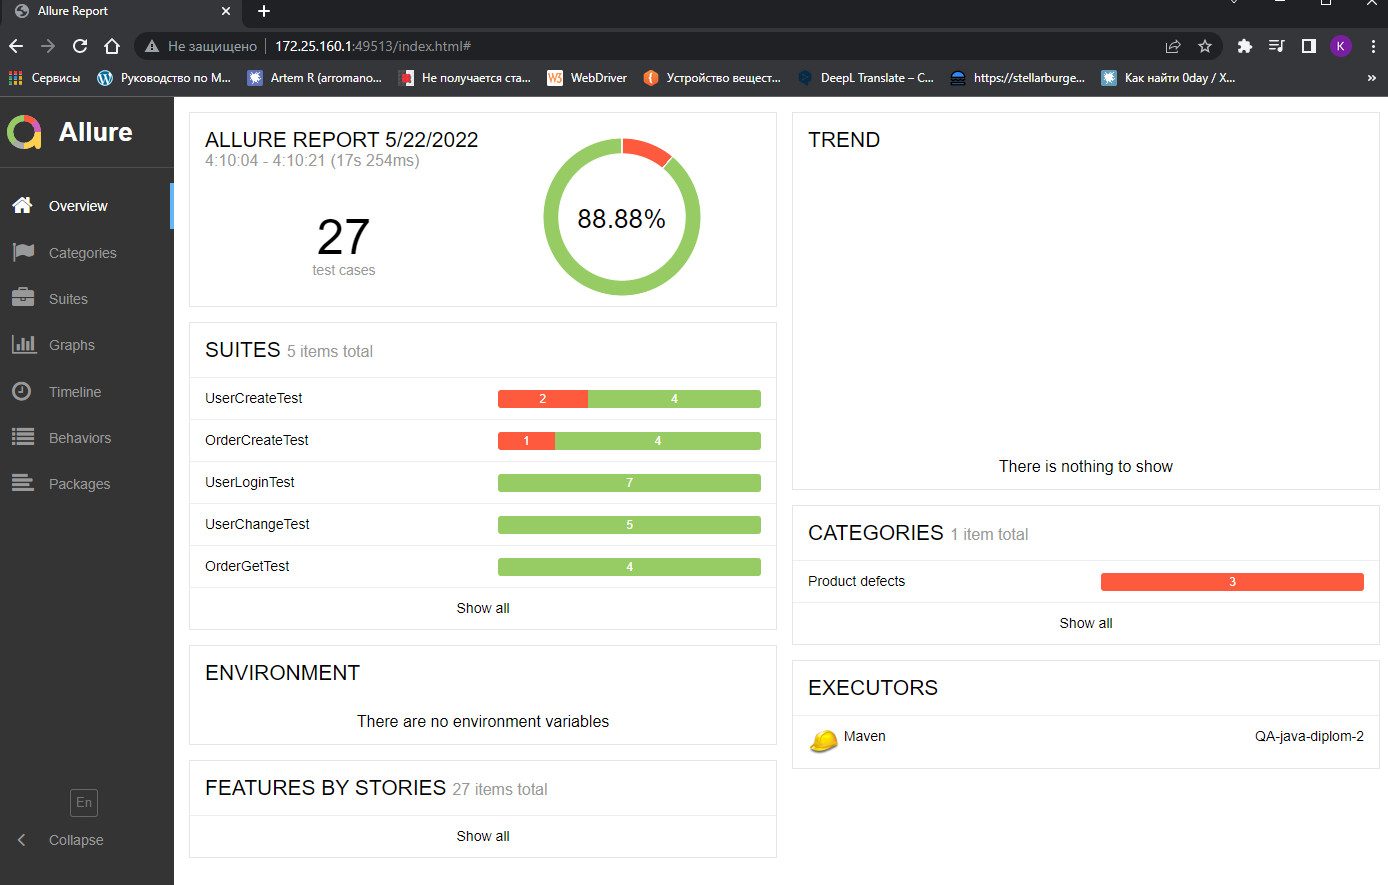 Allure Report
Не защищено
172.25.160.1:49513/index.html#
K
Сервисы
Руководство по М...
Artem R (arromano...
Не получается ста...
W3
WebDriver
Устройство вещест...
DeepL Translate – C...
https://stellarburge...
Как найти 0day / X...
»
Allure
Overview
Categories
Suites
Graphs
Timeline
Behaviors
Packages
En
Collapse
ALLURE REPORT 5/22/2022
4:10:04 - 4:10:21 (17s 254ms)
27
test cases
88.88%
SUITES 5 items total
UserCreateTest 2 4
OrderCreateTest 1 4
UserLoginTest 7
UserChangeTest 5
OrderGetTest 4
Show all
ENVIRONMENT
There are no environment variables
FEATURES BY STORIES 27 items total
Show all
TREND
There is nothing to show
CATEGORIES 1 item total
Product defects 3
Show all
EXECUTORS
Maven QA-java-diplom-2